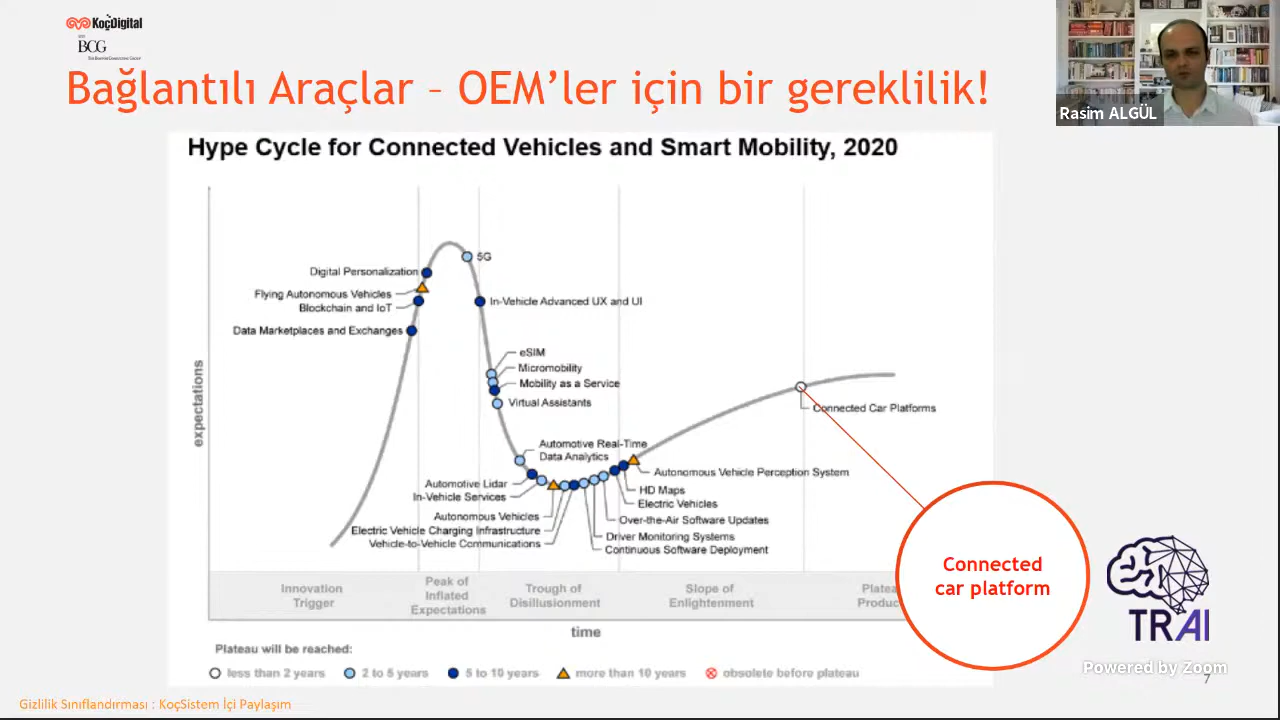 KoçDigital
BCG
THE BOSTON CONSULTING GROUP
Bağlantılı Araçlar – OEM’ler için bir gereklilik!
Rasim ALGÜL
Hype Cycle for Connected Vehicles and Smart Mobility, 2020
5G
Digital Personalization
Flying Autonomous Vehicles
Blockchain and IoT
In-Vehicle Advanced UX and UI
Data Marketplaces and Exchanges
eSIM
Micromobility
Mobility as a Service
Virtual Assistants
expectations
Connected Car Platforms
Automotive Real-Time
Data Analytics
Autonomous Vehicle Perception System
Automotive Lidar
In-Vehicle Services
HD Maps
Electric Vehicles
Autonomous Vehicles
Over-the-Air Software Updates
Electric Vehicle Charging Infrastructure
Driver Monitoring Systems
Vehicle-to-Vehicle Communications
Continuous Software Deployment
Connected
car platform
Innovation
Trigger
Peak of
Inflated
Expectations
Trough of
Disillusionment
Slope of
Enlightenment
Platea
Produc
time
TRAI
Plateau will be reached:
less than 2 years
2 to 5 years
5 to 10 years
more than 10 years
obsolete before plateau
Powered by Zoom
7
Gizlilik Sınıflandırması : KoçSistem İçi Paylaşım